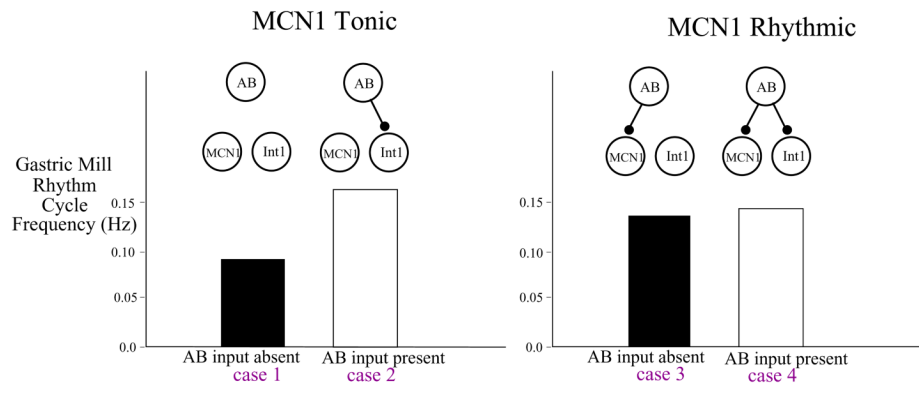 MCN1 Tonic
MCN1 Rhythmic
AB
AB
AB
AB
MCN1
Int1
MCN1
Int1
MCN1
Int1
MCN1
Int1
Gastric Mill
Rhythm
Cycle
Frequency (Hz)
0.15
0.10
0.05
0.0
0.15
0.10
0.05
0.0
AB input absent
AB input present
AB input absent
AB input present
case 1
case 2
case 3
case 4